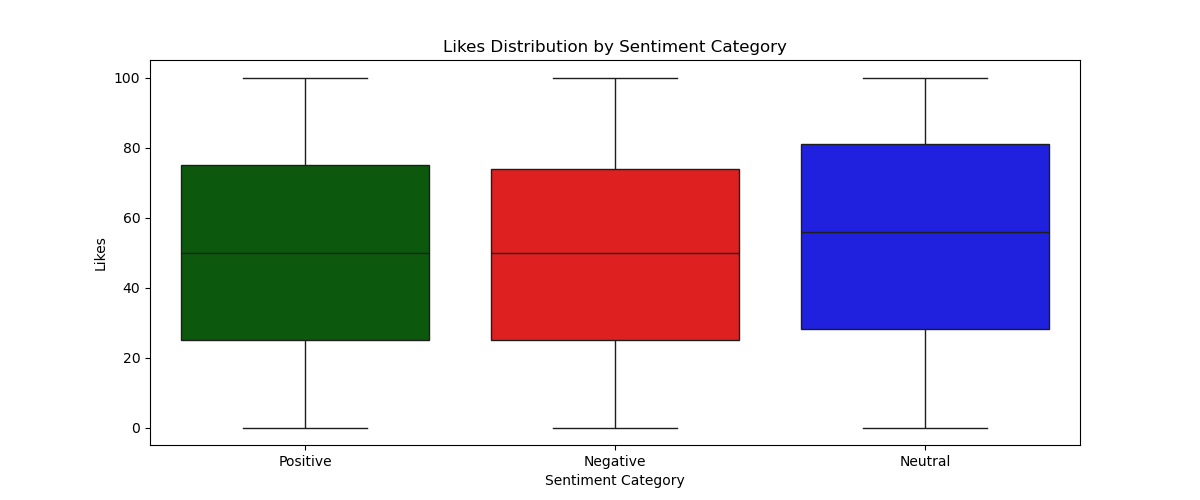 Likes Distribution by Sentiment Category
100
80
60
40
20
0
Likes
Positive Negative Neutral
Sentiment Category